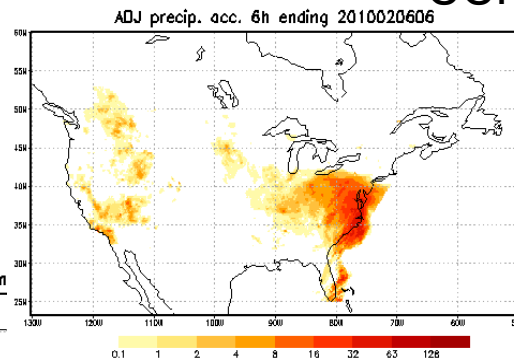 ADJ precip. acc. 6h ending 2010020606
60N
55N
50N
45N
40N
35N
30N
25N
130W 120W 110W 100W 90W 80W 70W 60W
0.1 1 2 4 8 16 32 63 128